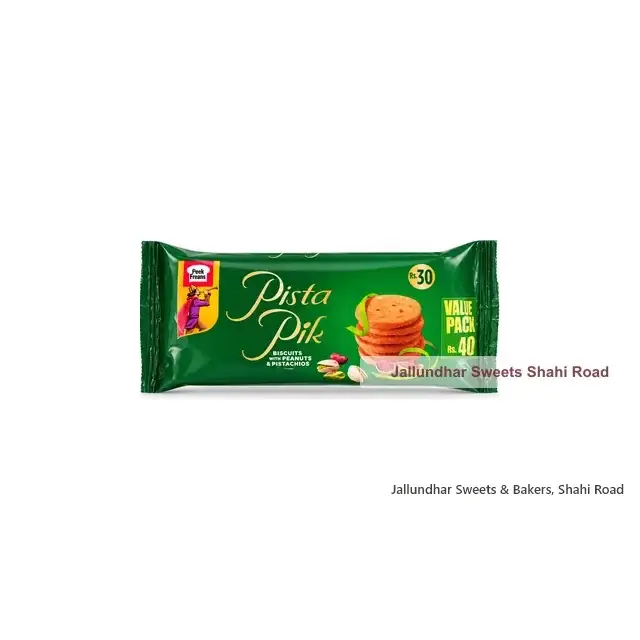 Peek
Freans
Rs.30
Pista
Pik
BISCUITS
WITH PEANUTS
& PISTACHIOS
VALUE
PACK
Rs. 40
Jallundhar Sweets Shahi Road
Jallundhar Sweets & Bakers, Shahi Road